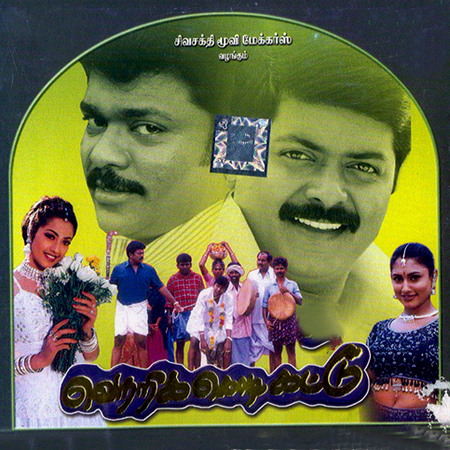 சிவசக்தி மூவி மேக்கர்ஸ்
வழங்கும்
வெற்றிக் கொடி கட்டு